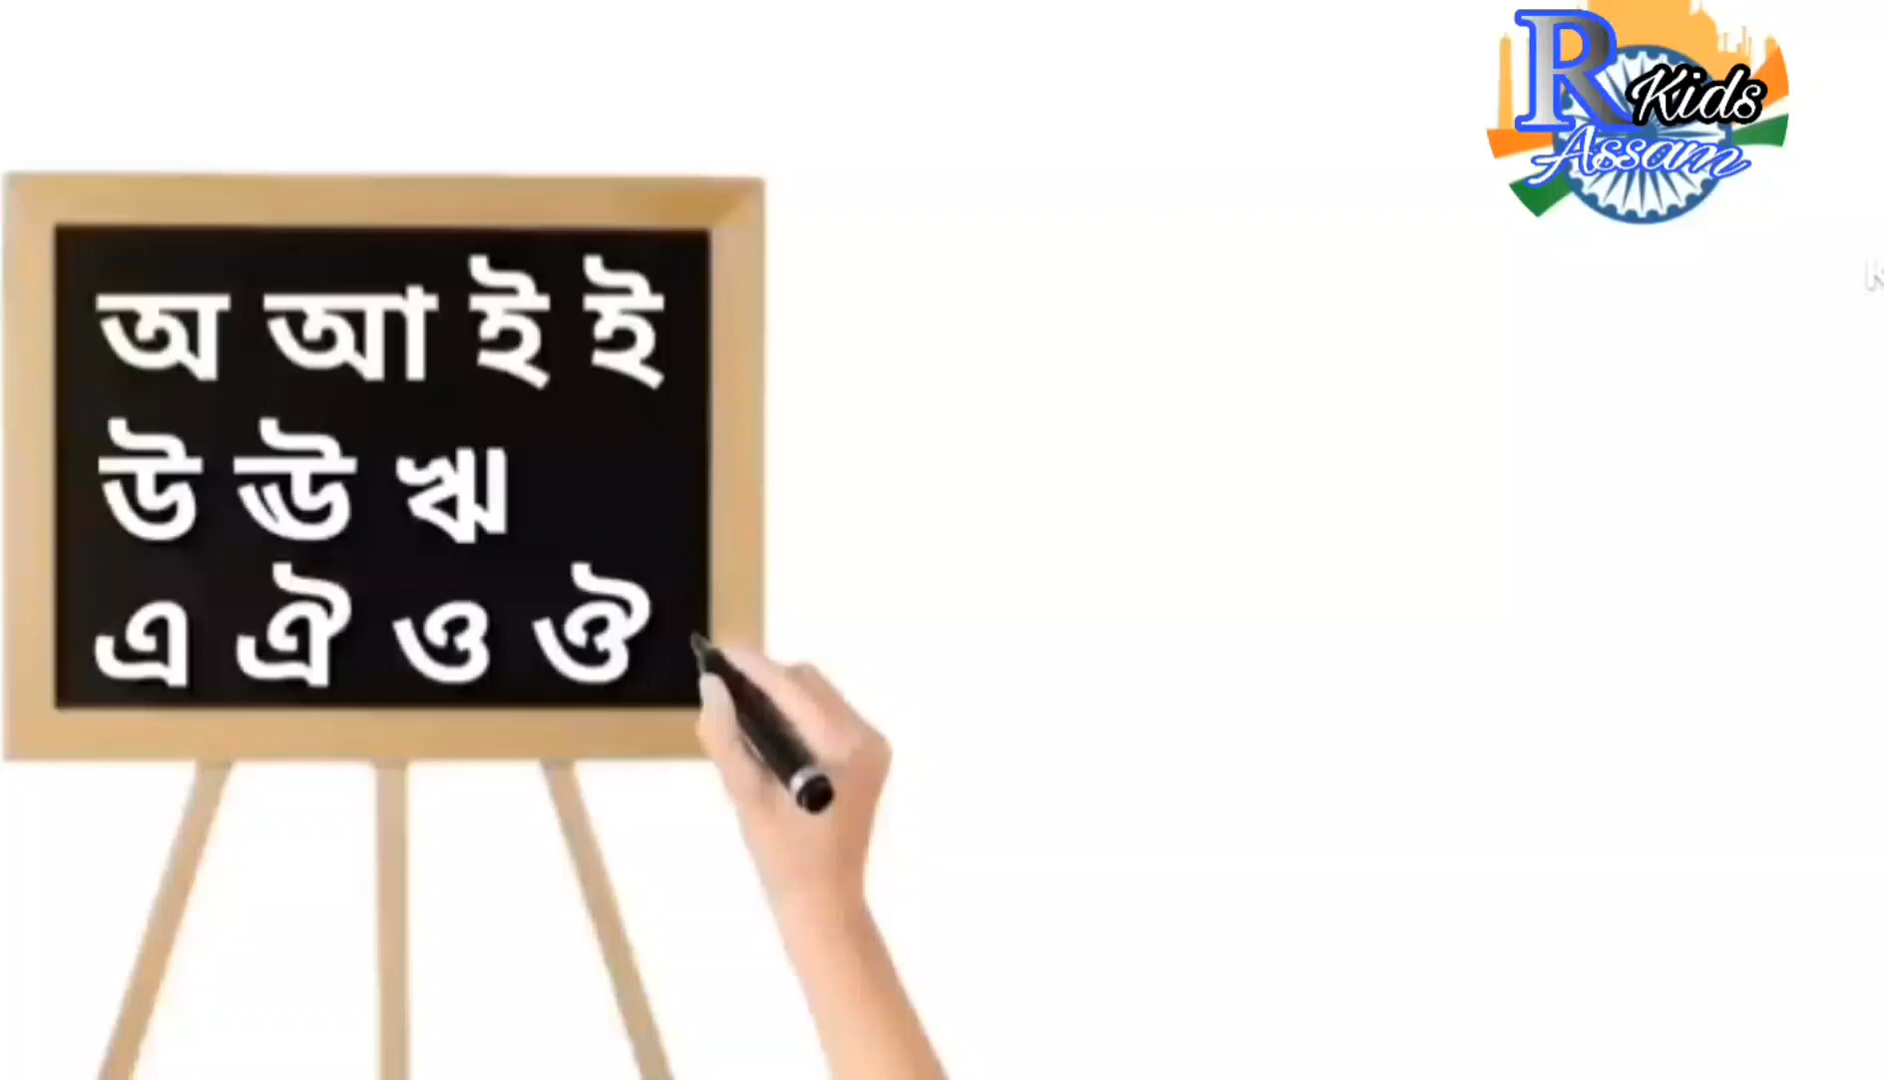 R Kids
Assam
অ আ ই ই
উ ঊ ঋ
এ ঐ ও ঔ